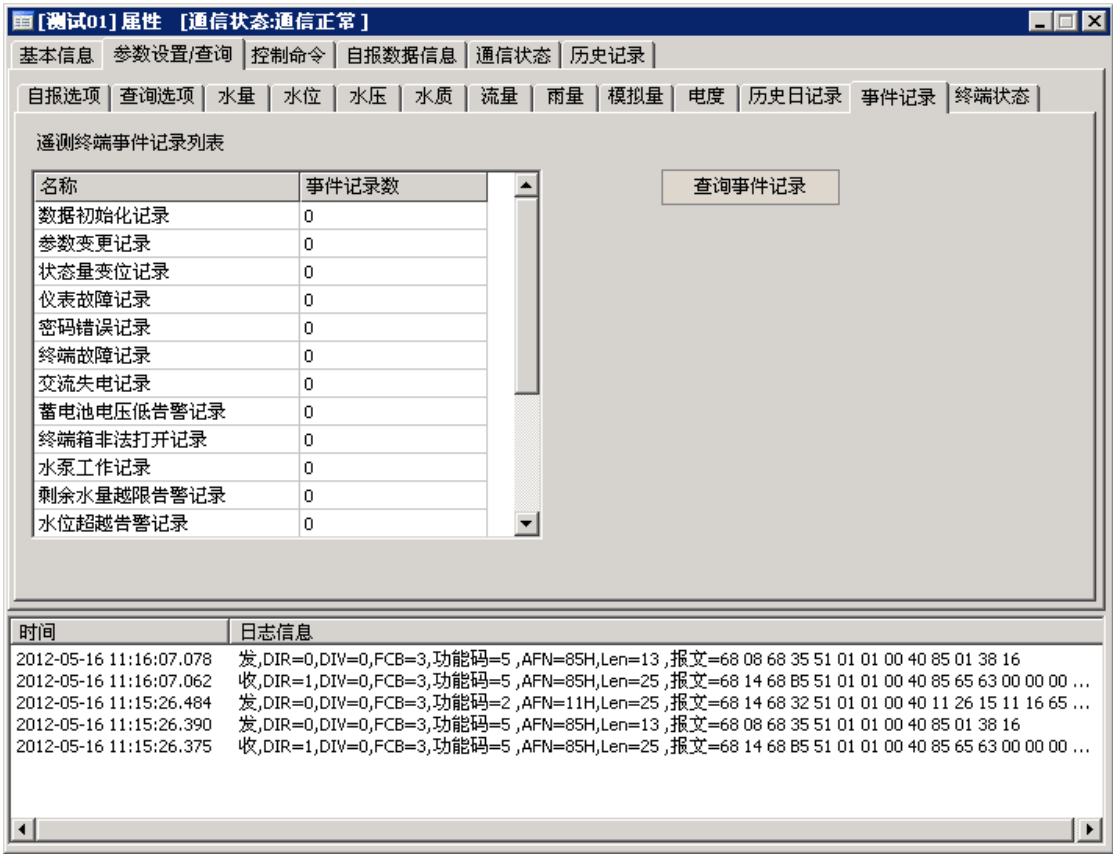 [测试01] 属性 [通信状态:通信正常]
基本信息 参数设置/查询 控制命令 自报数据信息 通信状态 历史记录
自报选项 查询选项 水量 水位 水压 水质 流量 雨量 模拟量 电度 历史日记录 事件记录 终端状态
遥测终端事件记录列表
名称 事件记录数
查询事件记录
数据初始化记录 0
参数变更记录 0
状态量变位记录 0
仪表故障记录 0
密码错误记录 0
终端故障记录 0
交流失电记录 0
蓄电池电压低告警记录 0
终端箱非法打开记录 0
水泵工作记录 0
剩余水量越限告警记录 0
水位超越告警记录 0
时间 日志信息
2012-05-16 11:16:07.078 发,DIR=0,DIV=0,FCB=3,功能码=5 ,AFN=85H,Len=13 ,报文=68 08 68 35 51 01 01 00 40 85 01 38 16
2012-05-16 11:16:07.062 收,DIR=1,DIV=0,FCB=3,功能码=5 ,AFN=85H,Len=25 ,报文=68 14 68 B5 51 01 01 00 40 85 65 63 00 00 00 ...
2012-05-16 11:15:26.484 发,DIR=0,DIV=0,FCB=3,功能码=2 ,AFN=11H,Len=25 ,报文=68 14 68 32 51 01 01 00 40 11 26 15 11 16 65 ...
2012-05-16 11:15:26.390 发,DIR=0,DIV=0,FCB=3,功能码=5 ,AFN=85H,Len=13 ,报文=68 08 68 35 51 01 01 00 40 85 01 38 16
2012-05-16 11:15:26.375 收,DIR=1,DIV=0,FCB=3,功能码=5 ,AFN=85H,Len=25 ,报文=68 14 68 B5 51 01 01 00 40 85 65 63 00 00 00 ...